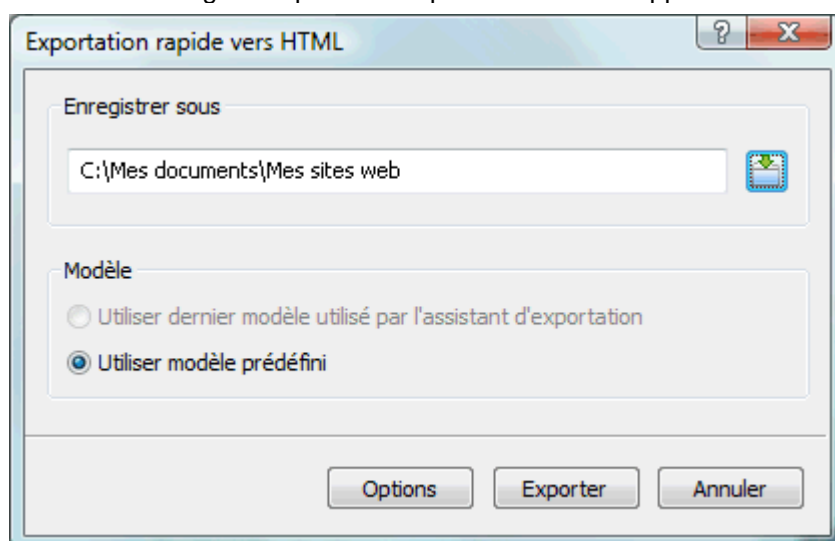 Exportation rapide vers HTML
Enregistrer sous
C:\Mes documents\Mes sites web
Modèle
Utiliser dernier modèle utilisé par l'assistant d'exportation
Utiliser modèle prédéfini
Options Exporter Annuler